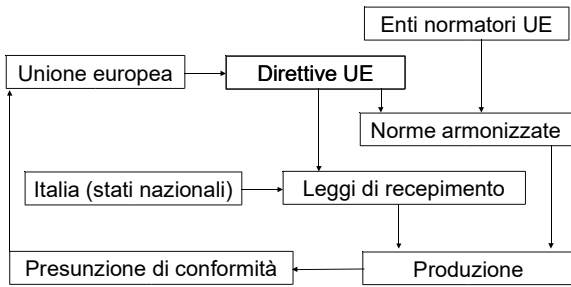 Enti normatori UE
Unione europea
Direttive UE
Norme armonizzate
Italia (stati nazionali)
Leggi di recepimento
Presunzione di conformità
Produzione